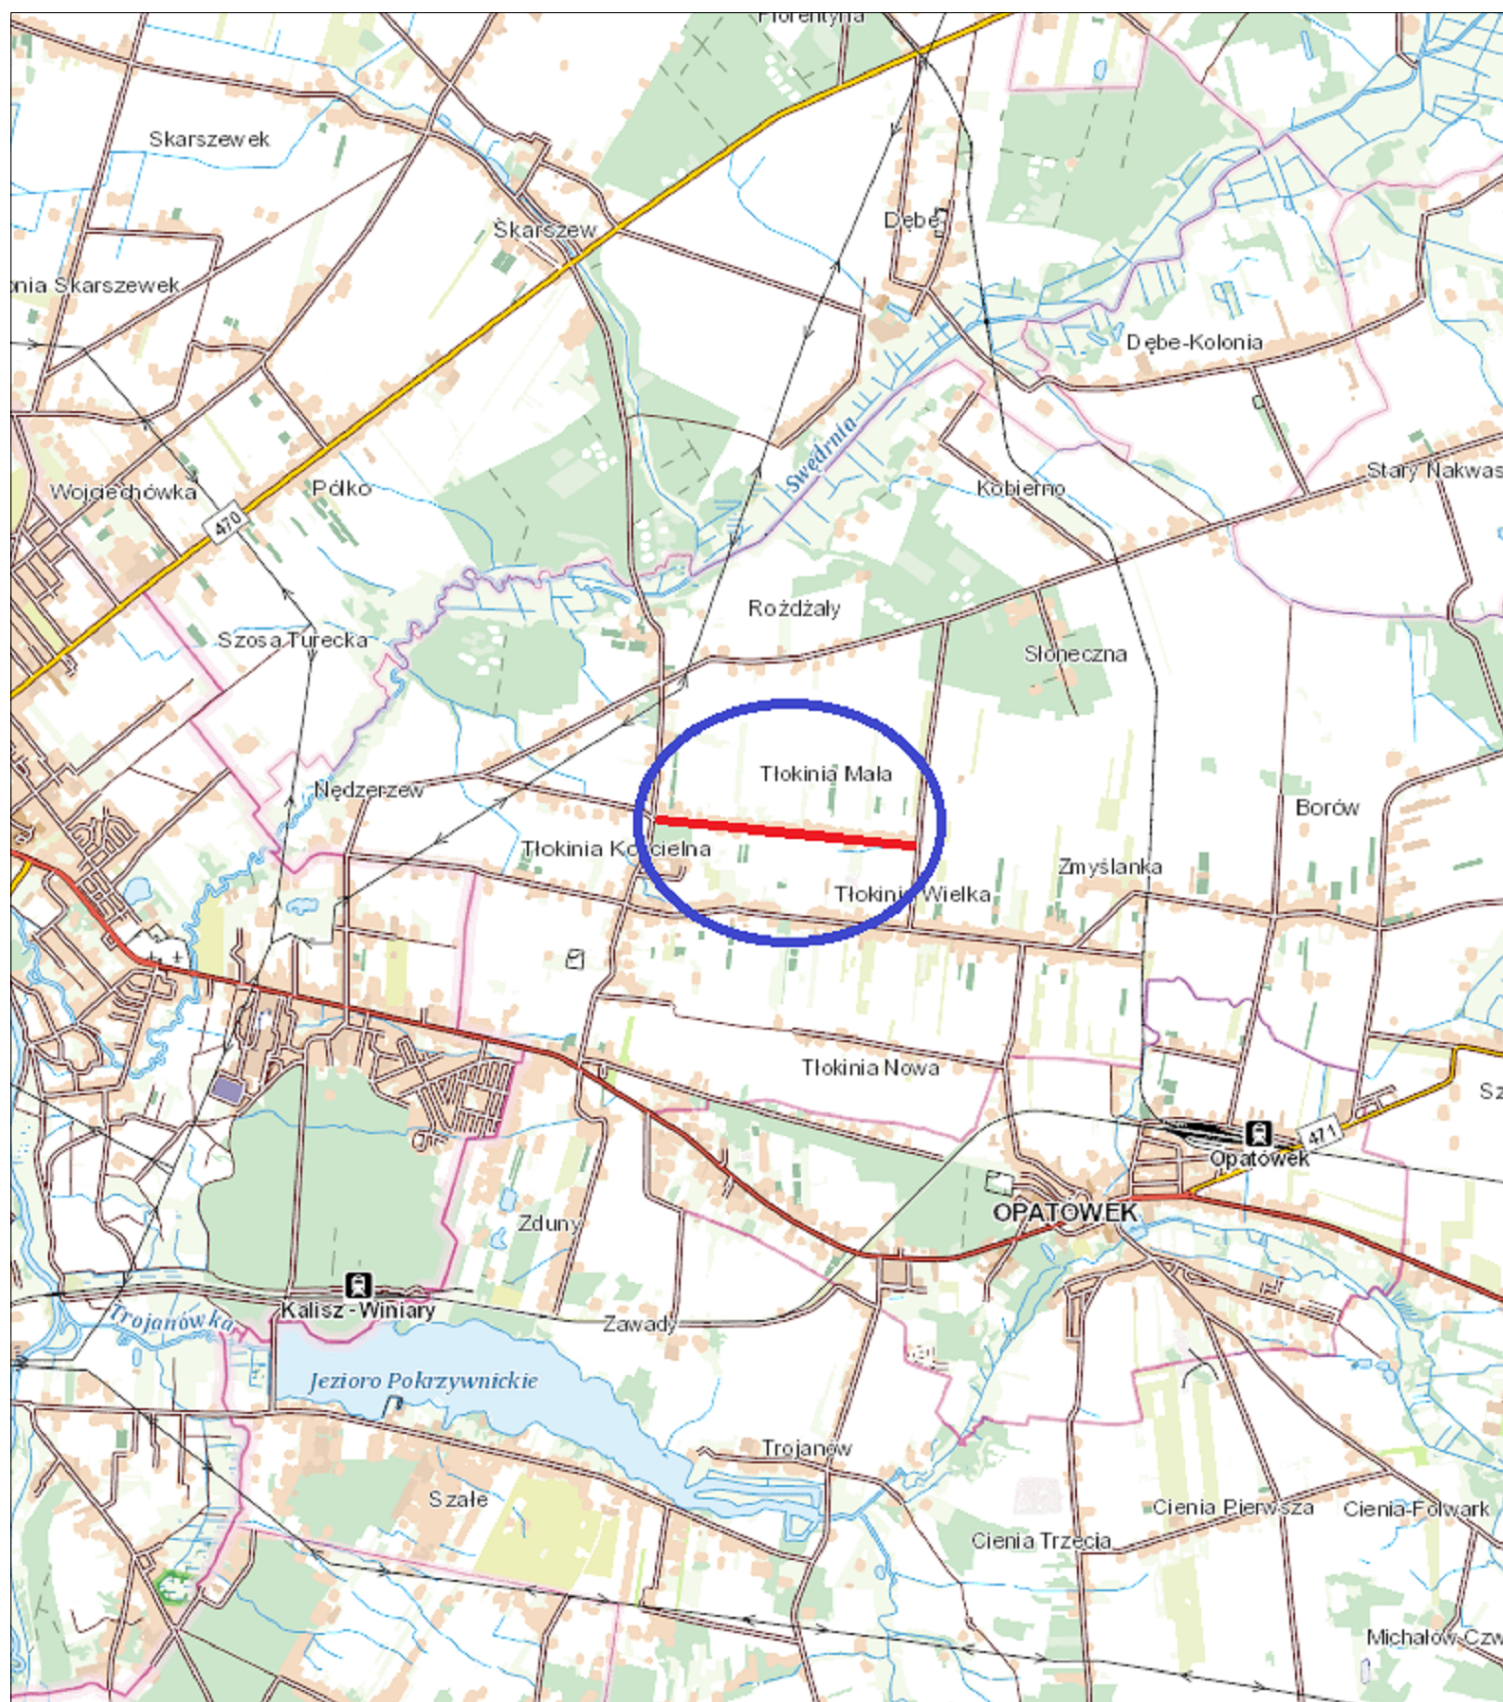 Florentyna
Skarszewek
Skarszew
Dębe
onia Skarszewek
Dębe-Kolonia
Swędrnia
Stary Nakwas
Wojciechówka
Pólko
Kobierno
470
Rożdżały
Szosa Turecka
Słoneczna
Tłokinia Mała
Nędzerzew
Borów
Tłokinia Kościelna
Zmyślanka
Tłokinia Wielka
Tłokinia Nowa
Sz
471
Opatówek
OPATÓWEK
Zduny
Kalisz-Winiary
Trojanówka
Zawady
Jezioro Pokrzywnickie
Trojanów
Szałe
Cienia Pierwsza
Cienia-Folwark
Cienia Trzecia
Michałów Czw